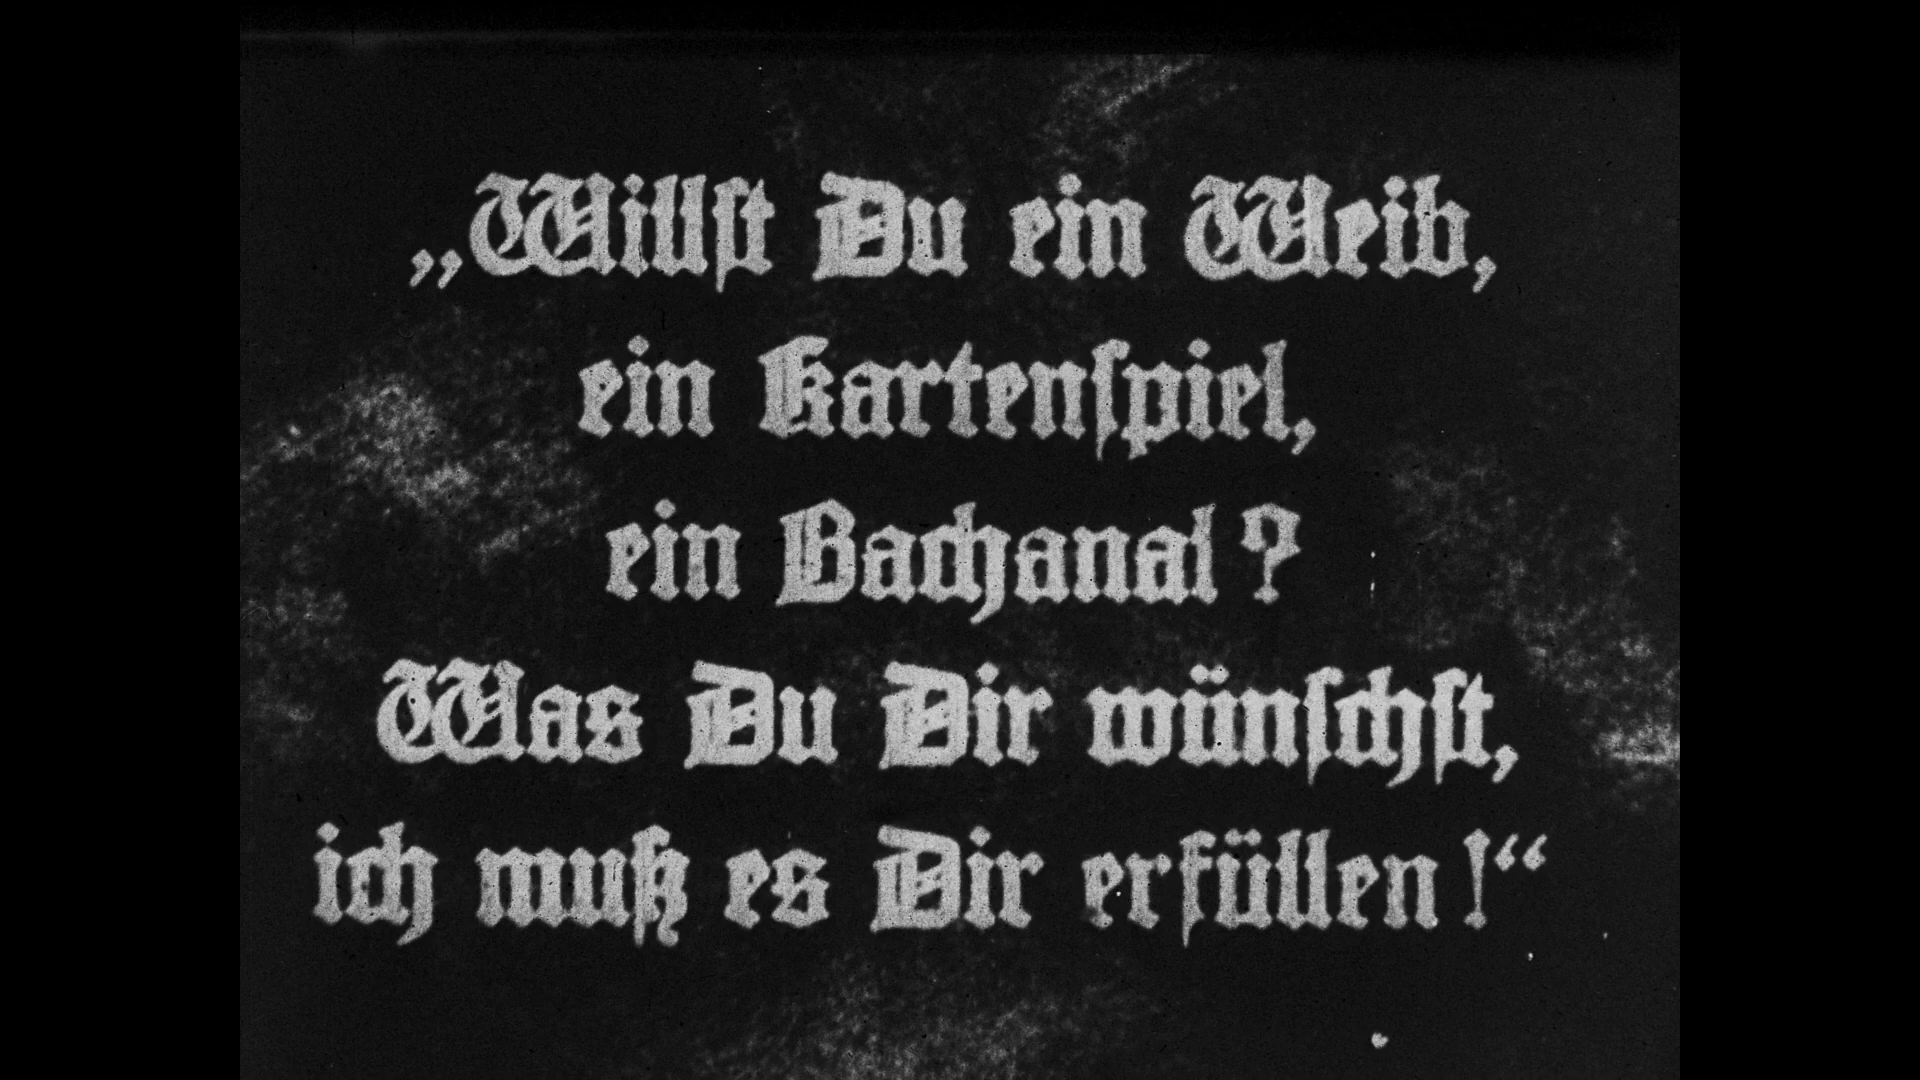 „Willst Du ein Weib,
ein Kartenspiel,
ein Bachanal?
Was Du Dir wünschst,
ich muß es Dir erfüllen!“